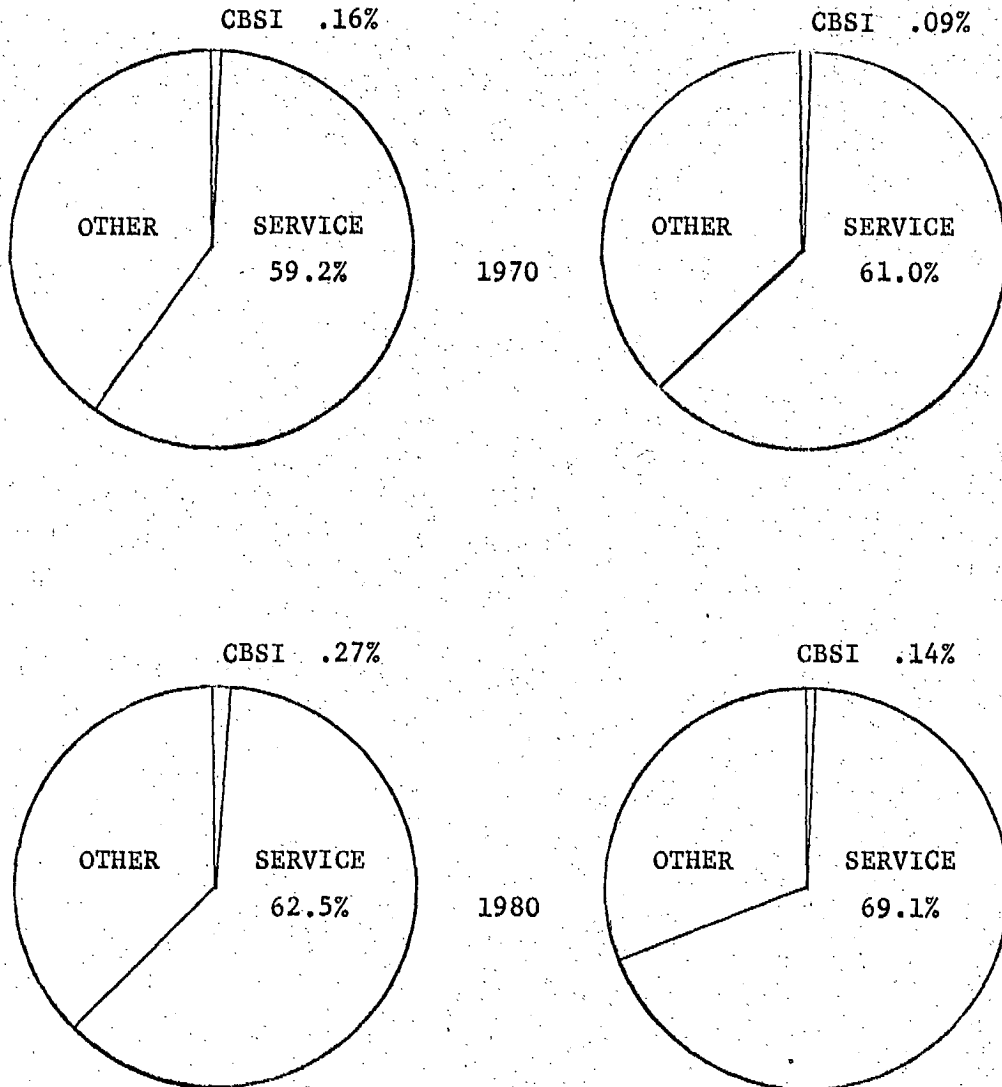 CBSI .16%
CBSI .09%
OTHER SERVICE
59.2%
1970
OTHER SERVICE
61.0%
CBSI .27%
CBSI .14%
OTHER SERVICE
62.5%
1980
OTHER SERVICE
69.1%